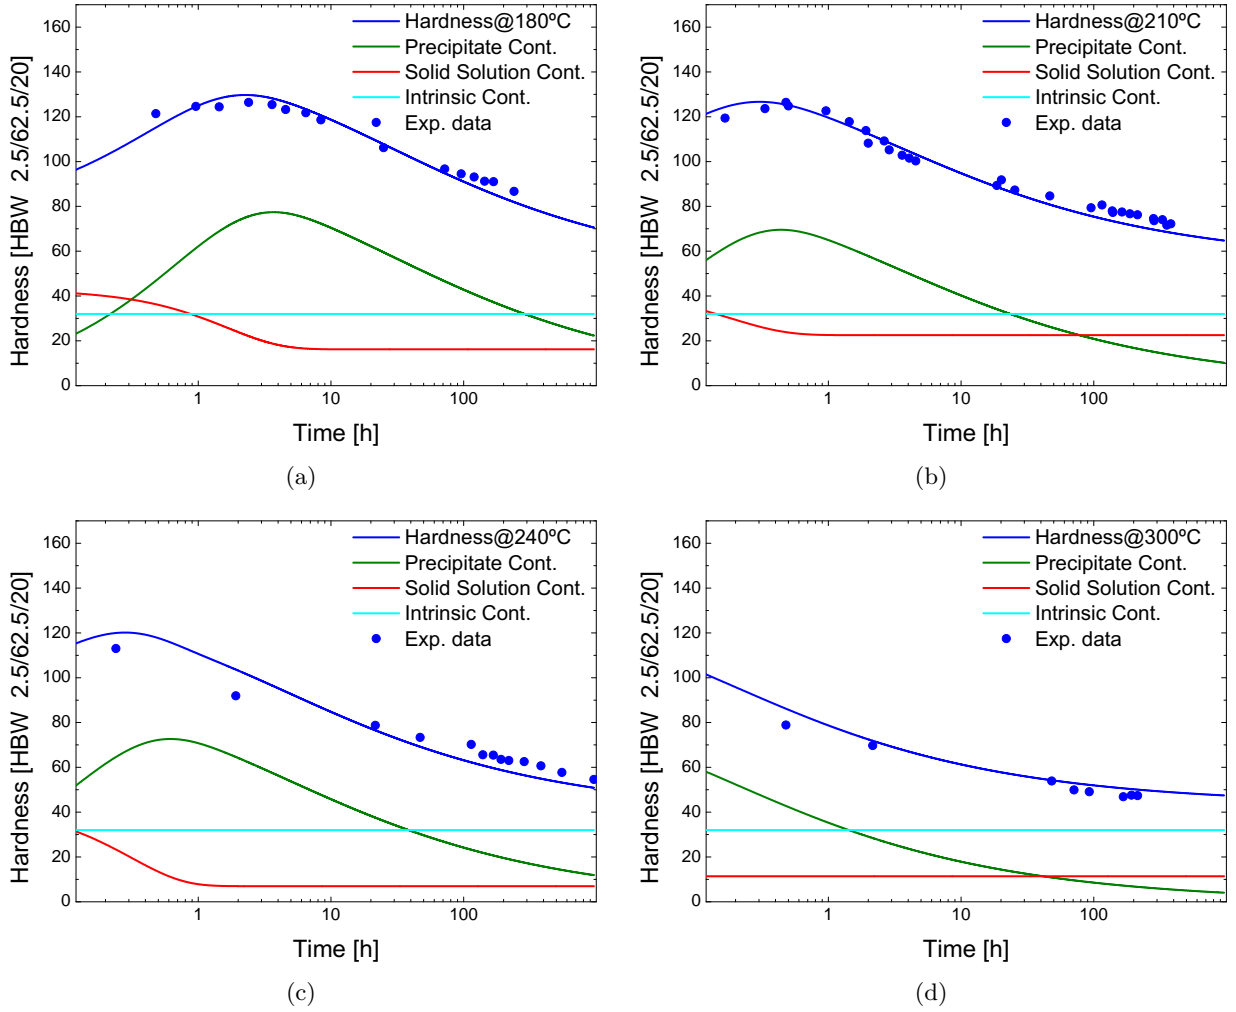 Hardness [HBW 2.5/62.5/20]
160
140
120
100
80
60
40
20
0
Hardness@180ºC
Precipitate Cont.
Solid Solution Cont.
Intrinsic Cont.
Exp. data
1 10 100
Time [h]
(a)
Hardness [HBW 2.5/62.5/20]
160
140
120
100
80
60
40
20
0
Hardness@210ºC
Precipitate Cont.
Solid Solution Cont.
Intrinsic Cont.
Exp. data
1 10 100
Time [h]
(b)
Hardness [HBW 2.5/62.5/20]
160
140
120
100
80
60
40
20
0
Hardness@240ºC
Precipitate Cont.
Solid Solution Cont.
Intrinsic Cont.
Exp. data
1 10 100
Time [h]
(c)
Hardness [HBW 2.5/62.5/20]
160
140
120
100
80
60
40
20
0
Hardness@300ºC
Precipitate Cont.
Solid Solution Cont.
Intrinsic Cont.
Exp. data
1 10 100
Time [h]
(d)